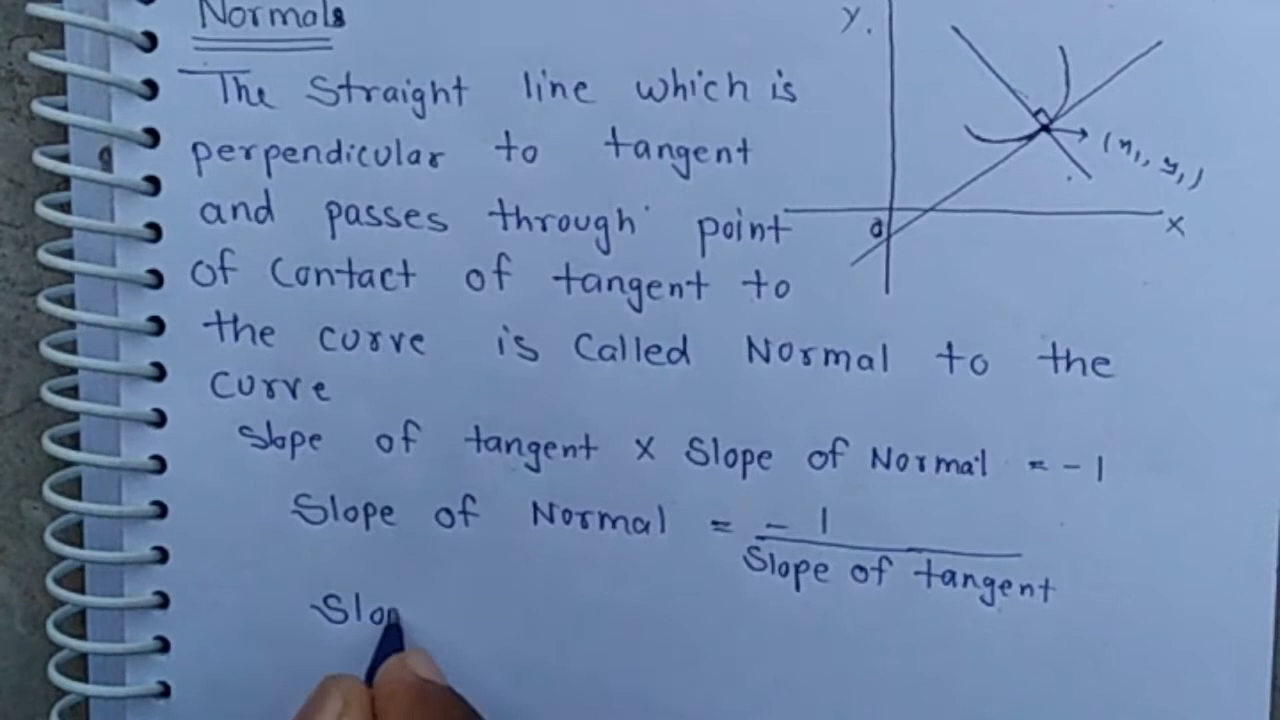 Normals
The Straight line which is
perpendicular to tangent
and passes through point
of Contact of tangent to
the curve is Called Normal to the
Curve
Slope of tangent × Slope of Normal = -1
Slope of Normal = -1
Slope of tangent
Slop
y.
(x₁, y₁)
x